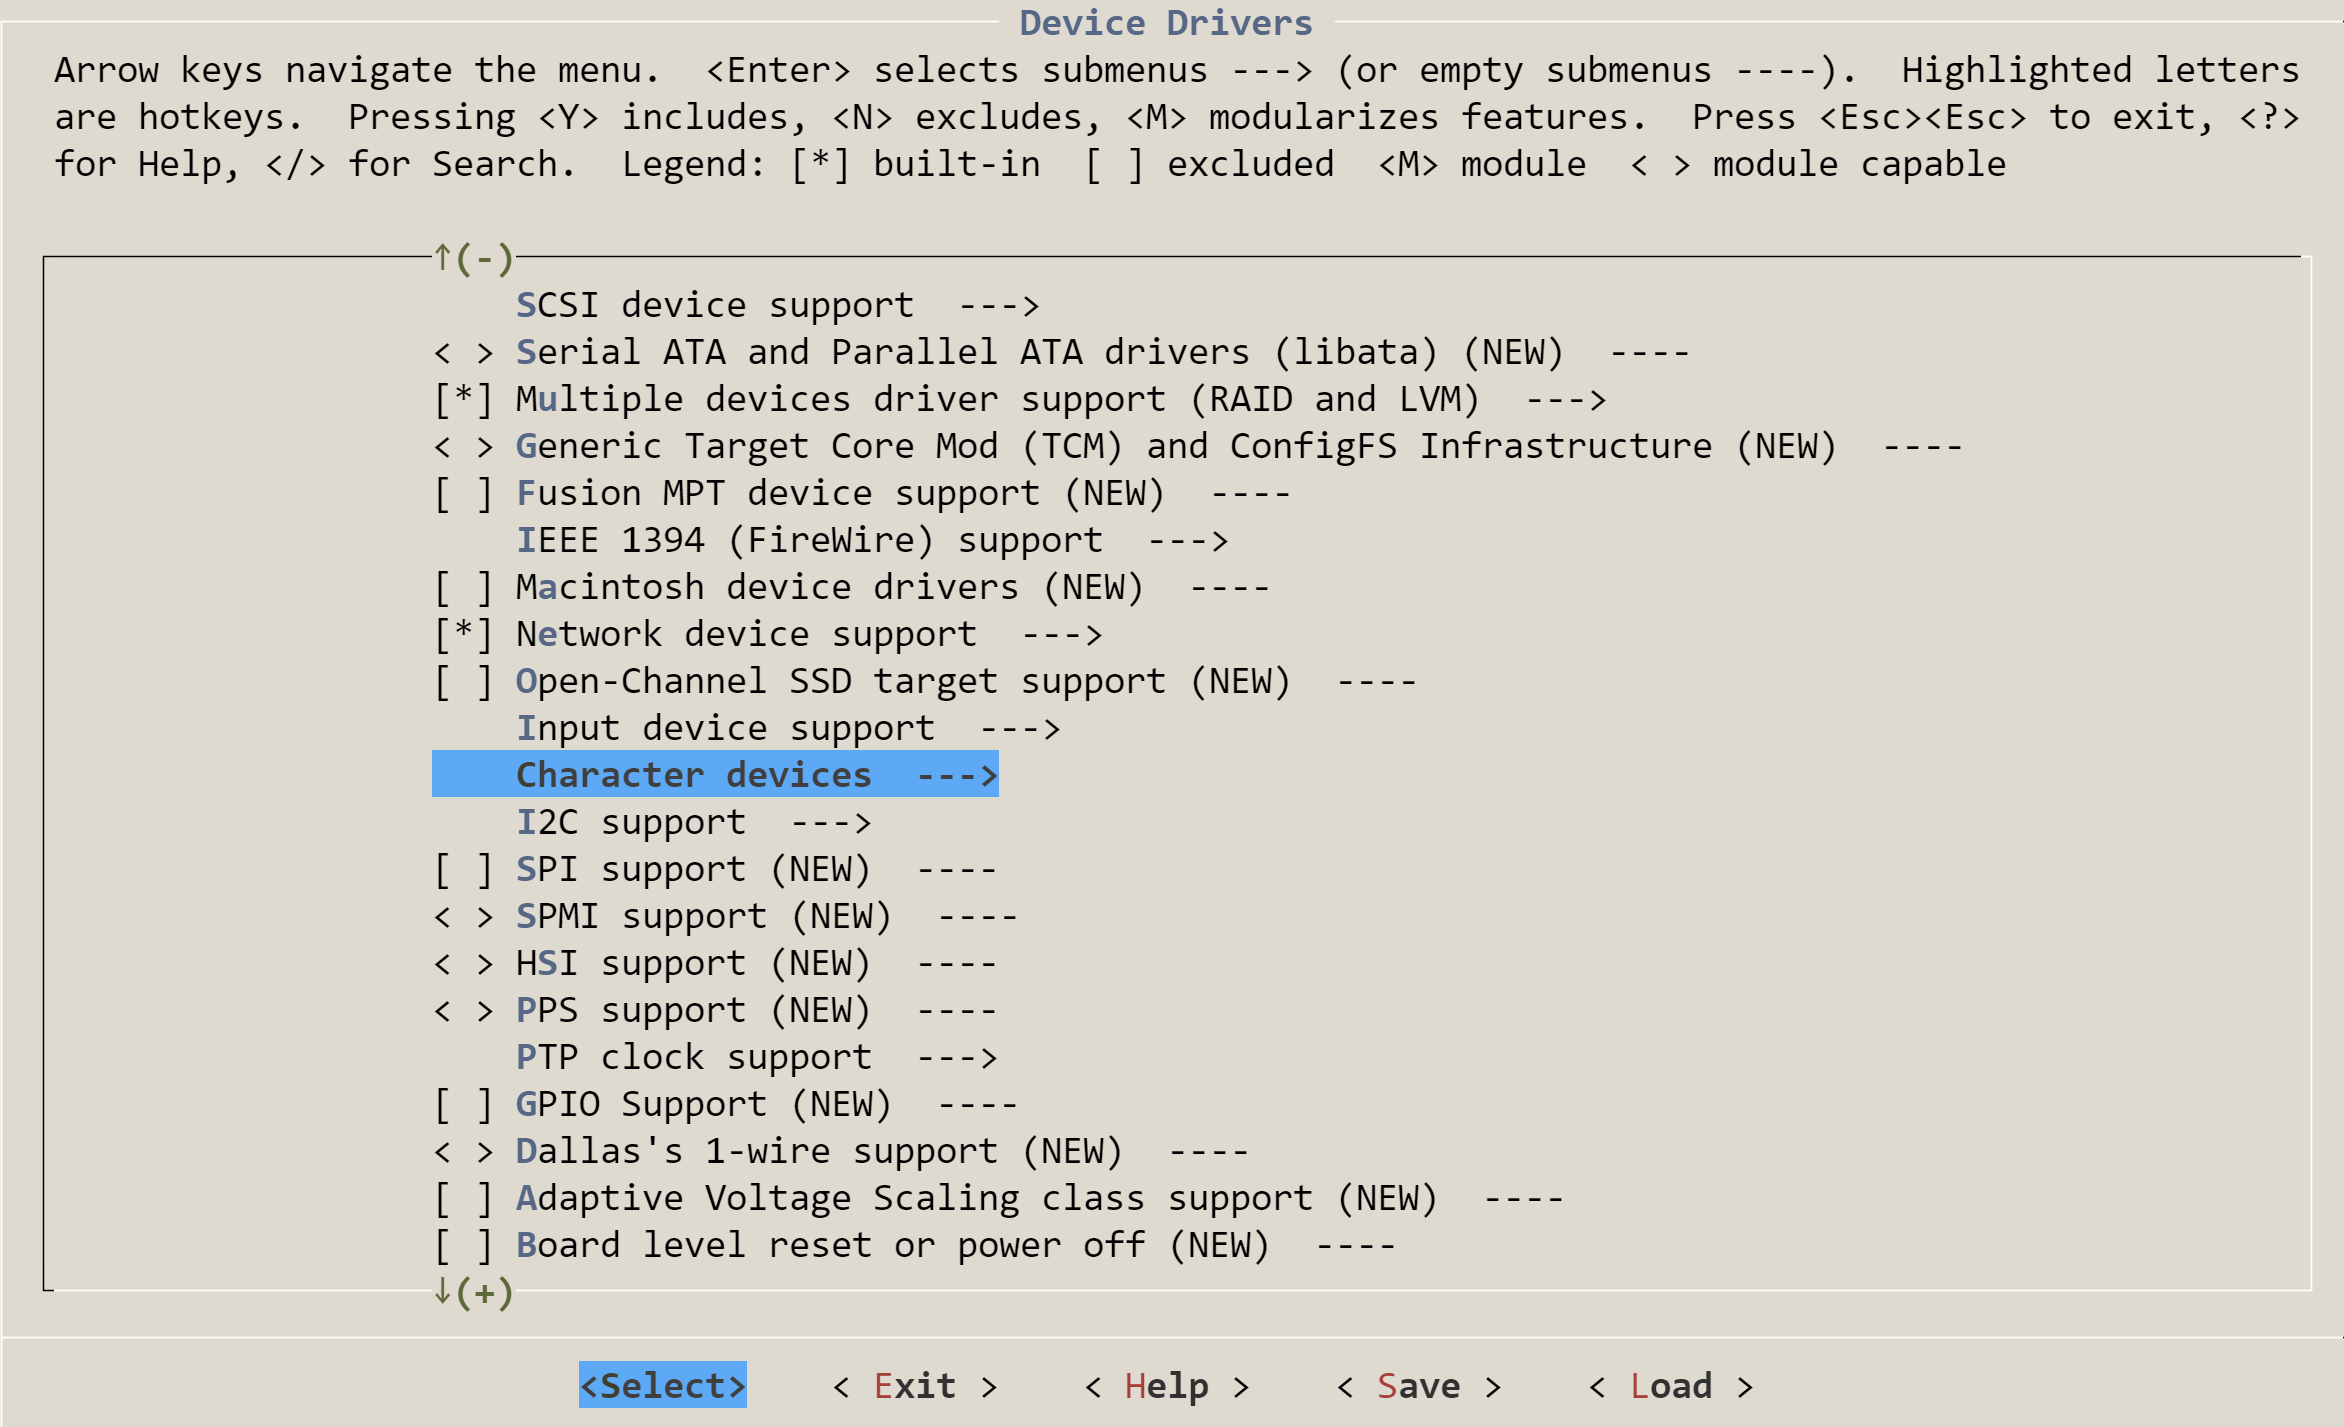 Device Drivers
Arrow keys navigate the menu.  <Enter> selects submenus ---> (or empty submenus ----).  Highlighted letters
are hotkeys.  Pressing <Y> includes, <N> excludes, <M> modularizes features.  Press <Esc><Esc> to exit, <?>
for Help, </> for Search.  Legend: [*] built-in  [ ] excluded  <M> module  < > module capable
↑(-)
SCSI device support  --->
< > Serial ATA and Parallel ATA drivers (libata) (NEW)  ----
[*] Multiple devices driver support (RAID and LVM)  --->
< > Generic Target Core Mod (TCM) and ConfigFS Infrastructure (NEW)  ----
[ ] Fusion MPT device support (NEW)  ----
IEEE 1394 (FireWire) support  --->
[ ] Macintosh device drivers (NEW)  ----
[*] Network device support  --->
[ ] Open-Channel SSD target support (NEW)  ----
Input device support  --->
Character devices  --->
I2C support  --->
[ ] SPI support (NEW)  ----
< > SPMI support (NEW)  ----
< > HSI support (NEW)  ----
< > PPS support (NEW)  ----
PTP clock support  --->
[ ] GPIO Support (NEW)  ----
< > Dallas's 1-wire support (NEW)  ----
[ ] Adaptive Voltage Scaling class support (NEW)  ----
[ ] Board level reset or power off (NEW)  ----
↓(+)
<Select>    < Exit >    < Help >    < Save >    < Load >